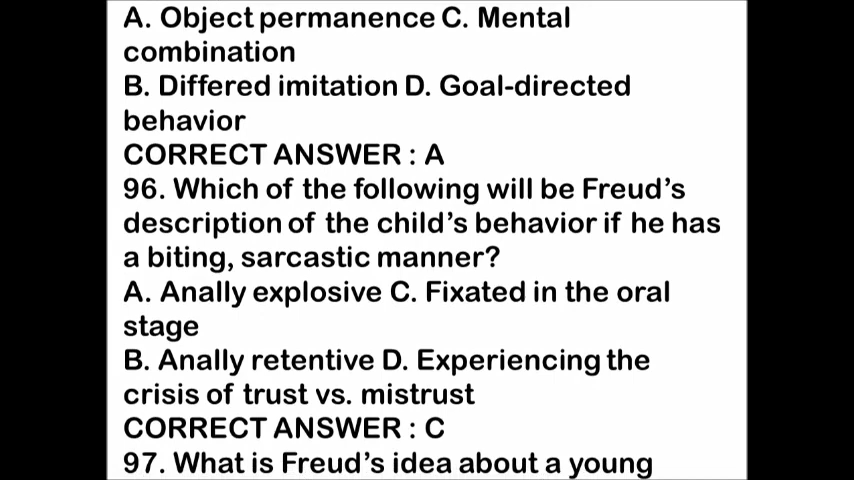 A. Object permanence C. Mental
combination
B. Differed imitation D. Goal-directed
behavior
CORRECT ANSWER : A
96. Which of the following will be Freud’s
description of the child’s behavior if he has
a biting, sarcastic manner?
A. Anally explosive C. Fixated in the oral
stage
B. Anally retentive D. Experiencing the
crisis of trust vs. mistrust
CORRECT ANSWER : C
97. What is Freud’s idea about a young